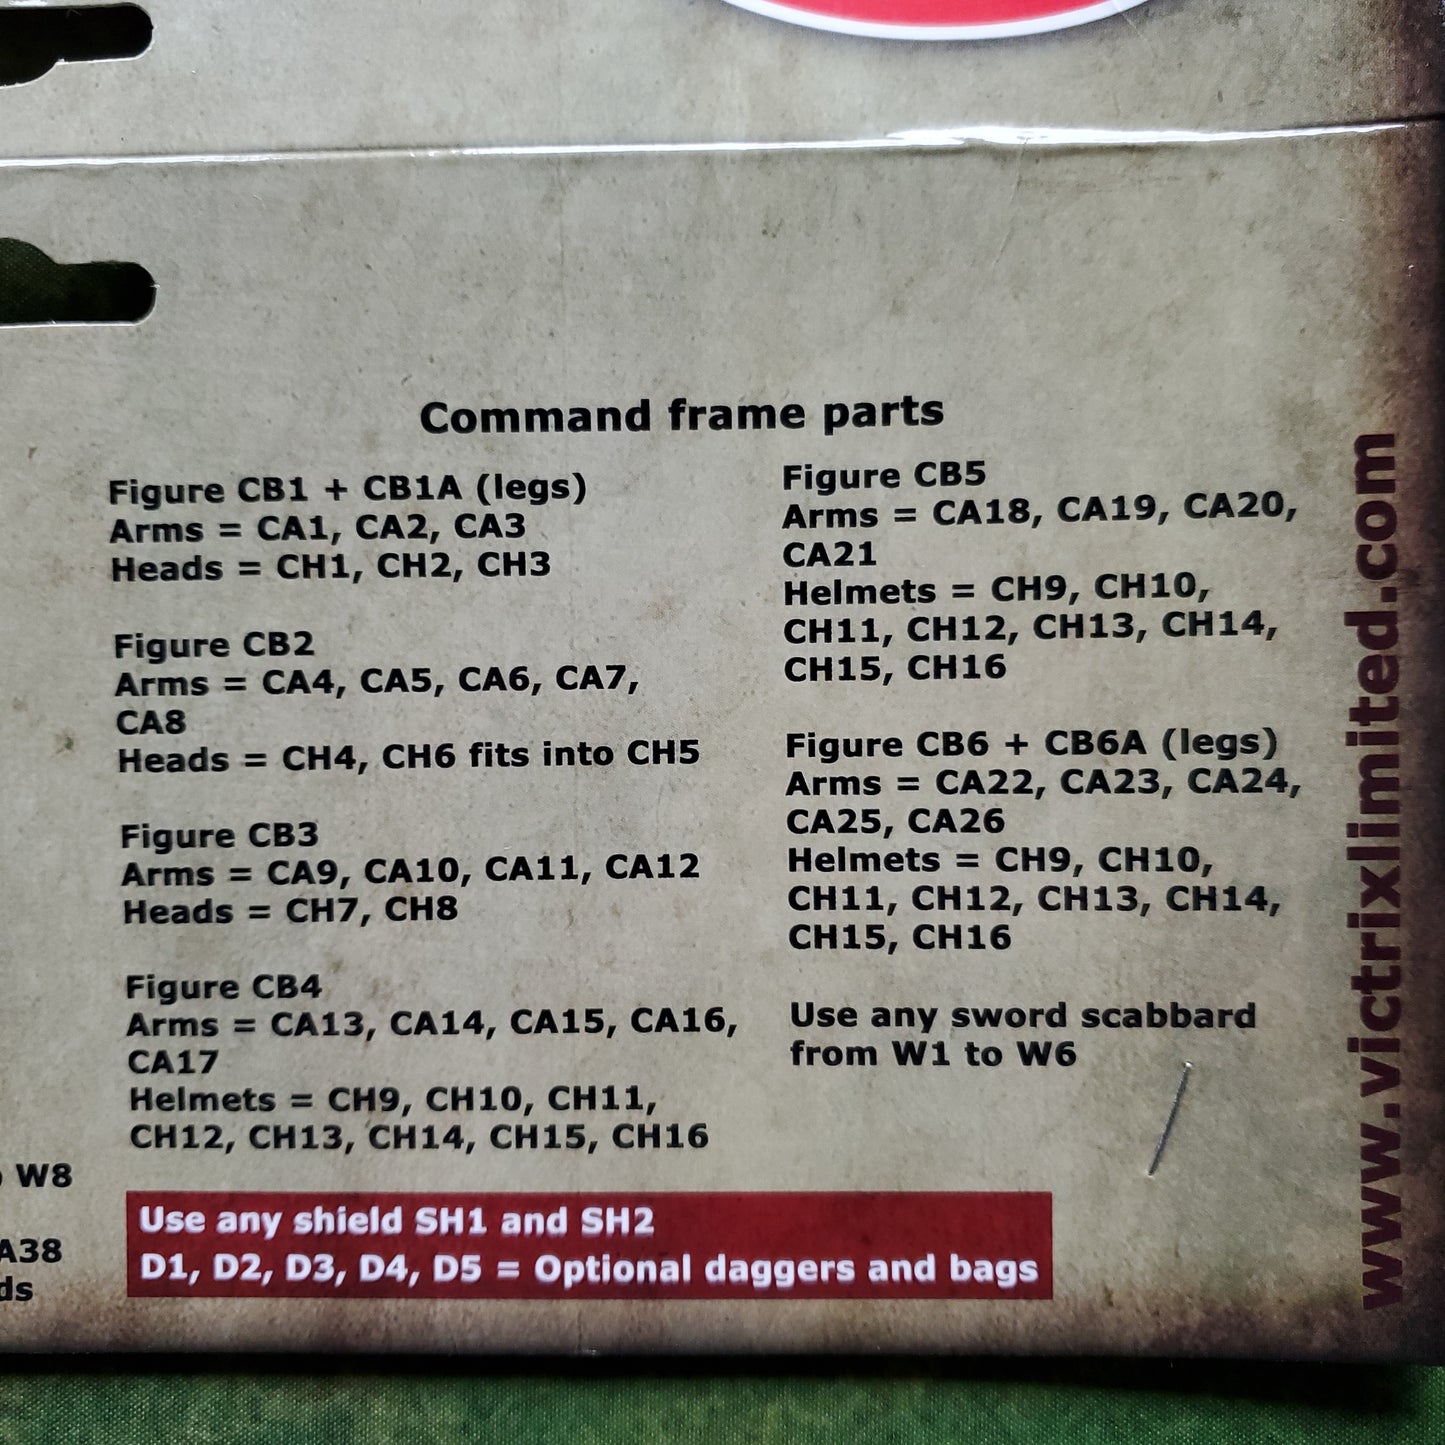 Command frame parts
Figure CB1 + CB1A (legs)
Arms = CA1, CA2, CA3
Heads = CH1, CH2, CH3
Figure CB2
Arms = CA4, CA5, CA6, CA7,
CA8
Heads = CH4, CH6 fits into CH5
Figure CB3
Arms = CA9, CA10, CA11, CA12
Heads = CH7, CH8
Figure CB4
Arms = CA13, CA14, CA15, CA16,
CA17
Helmets = CH9, CH10, CH11,
CH12, CH13, CH14, CH15, CH16
Figure CB5
Arms = CA18, CA19, CA20,
CA21
Helmets = CH9, CH10,
CH11, CH12, CH13, CH14,
CH15, CH16
Figure CB6 + CB6A (legs)
Arms = CA22, CA23, CA24,
CA25, CA26
Helmets = CH9, CH10,
CH11, CH12, CH13, CH14,
CH15, CH16
Use any sword scabbard
from W1 to W6
Use any shield SH1 and SH2
D1, D2, D3, D4, D5 = Optional daggers and bags
W8
www.victrixlimited.com